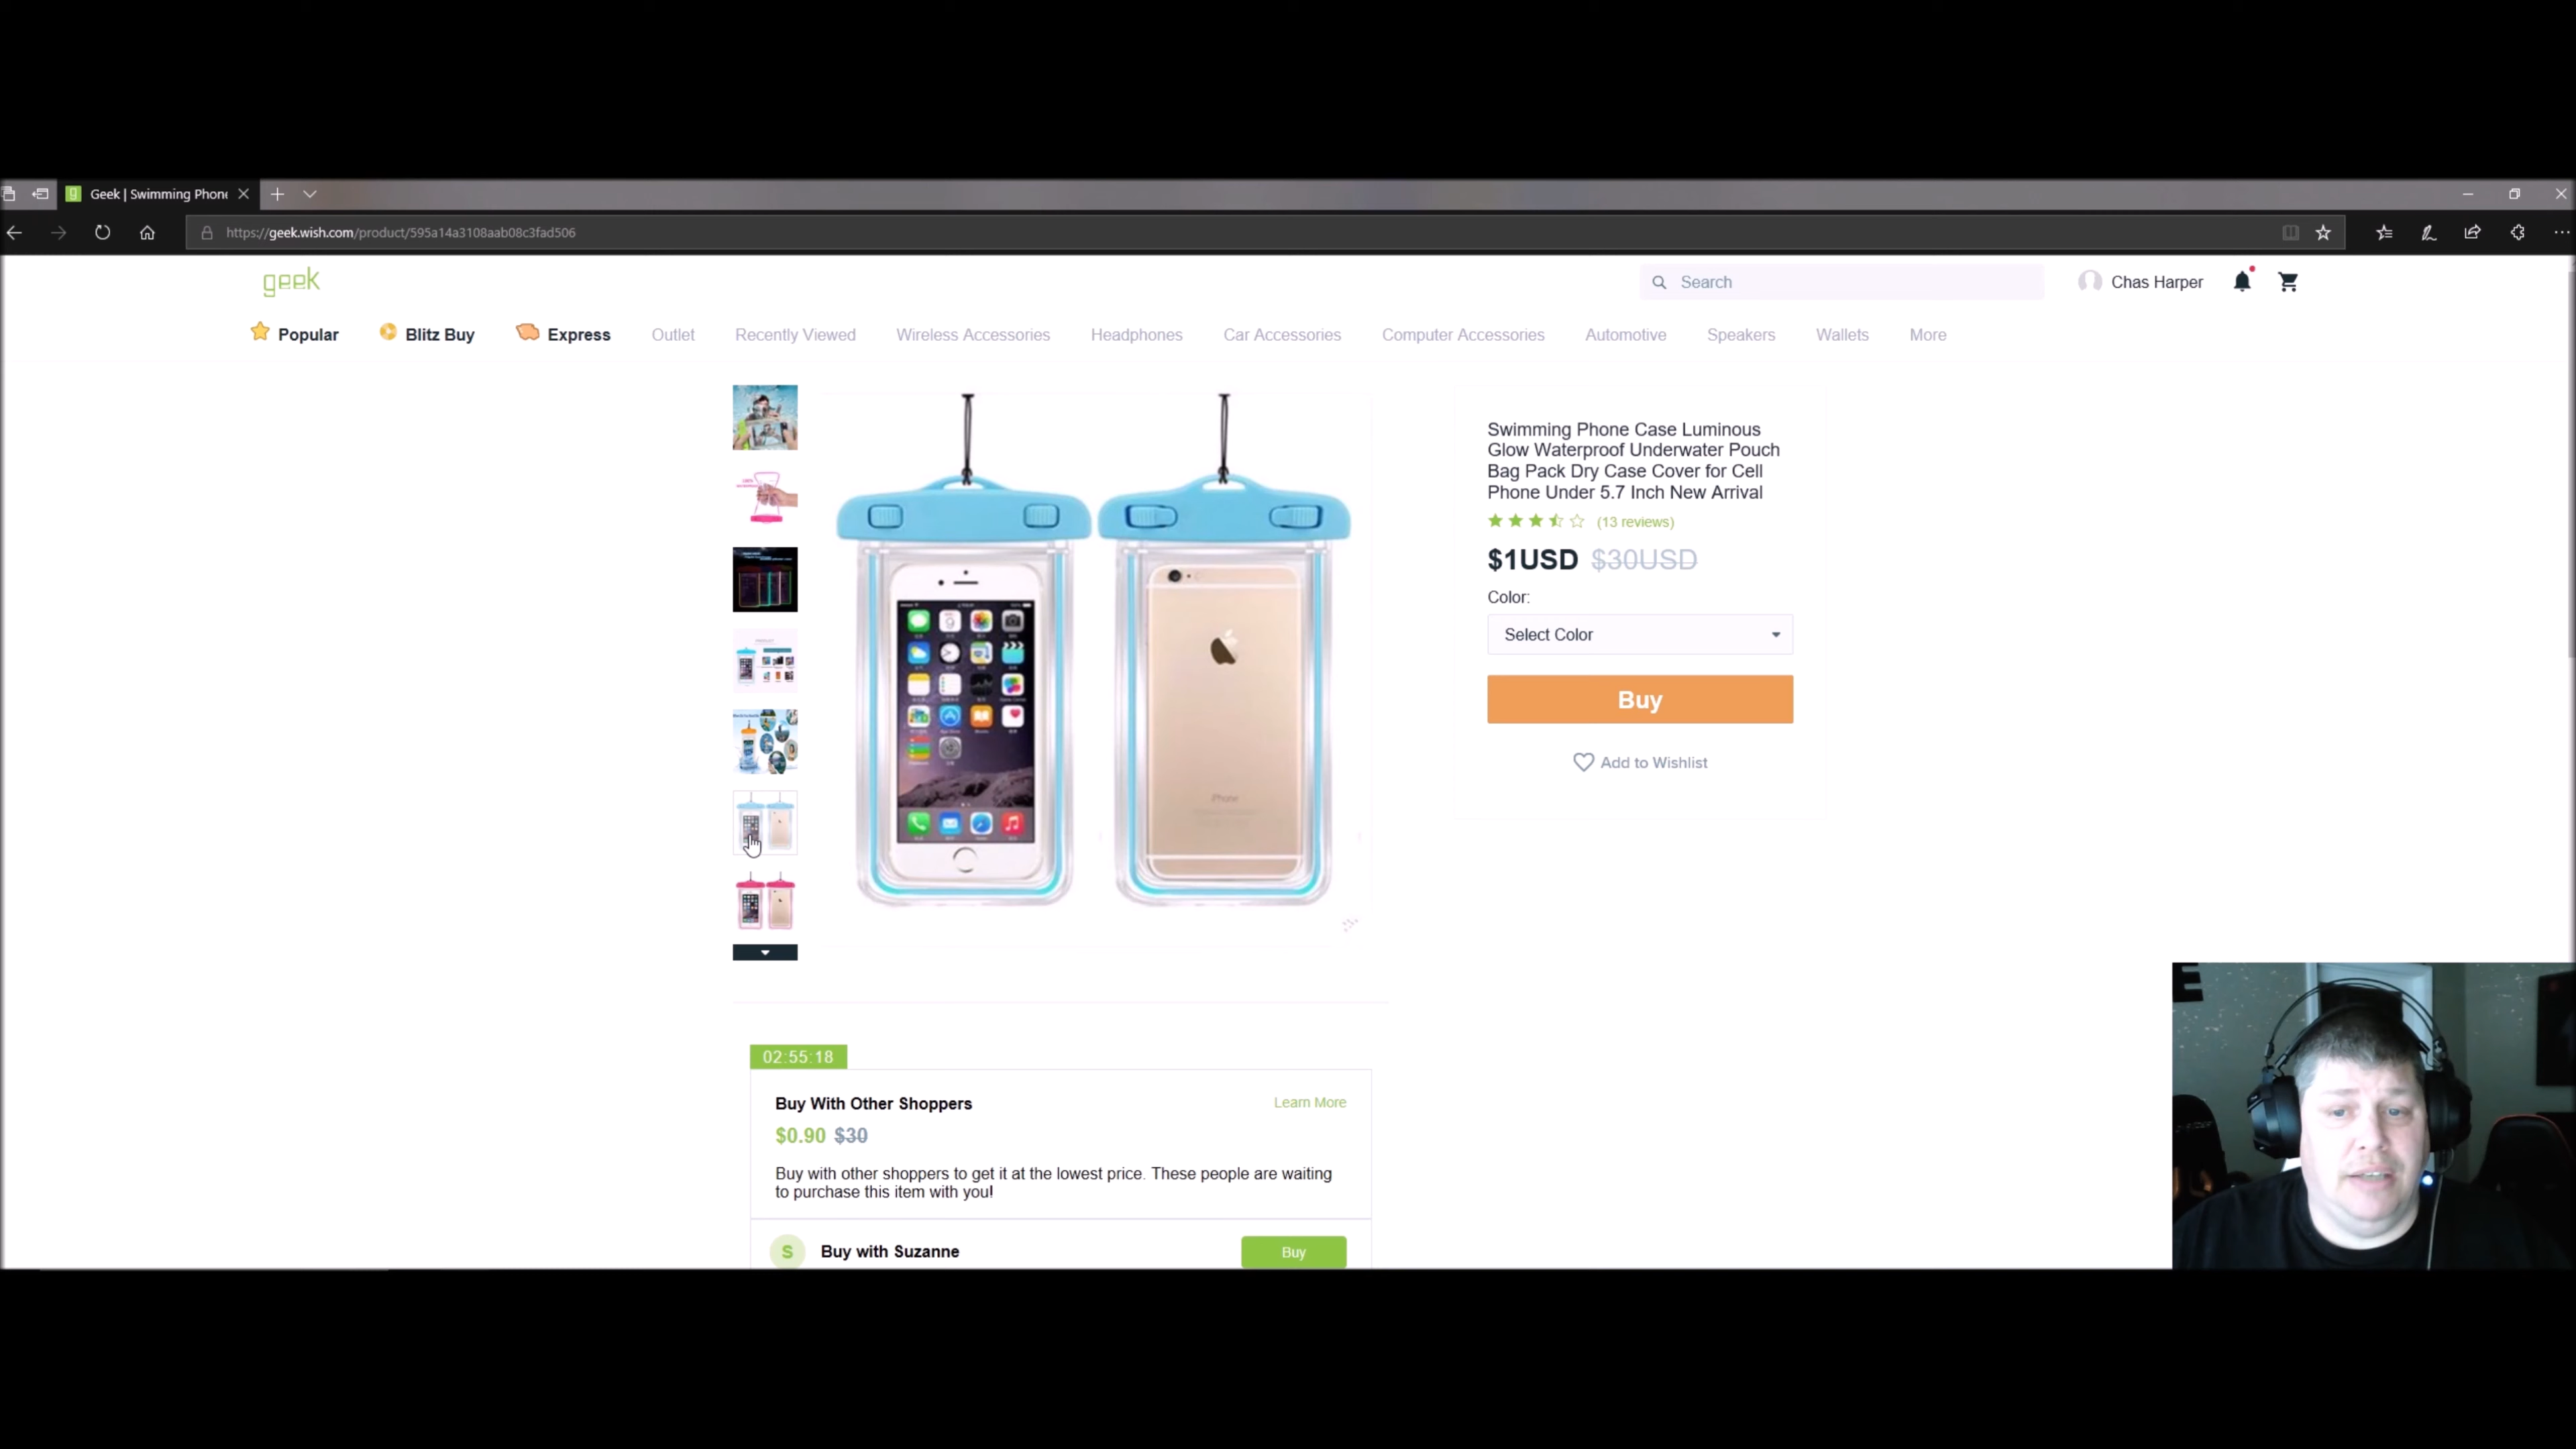 Geek | Swimming Phon
https://geek.wish.com/product/595a14a3108aab08c3fad506
geek
Search
Chas Harper
Popular
Blitz Buy
Express
Outlet
Recently Viewed
Wireless Accessories
Headphones
Car Accessories
Computer Accessories
Automotive
Speakers
Wallets
More
Swimming Phone Case Luminous
Glow Waterproof Underwater Pouch
Bag Pack Dry Case Cover for Cell
Phone Under 5.7 Inch New Arrival
(13 reviews)
$1USD $30USD
Color:
Select Color
Buy
Add to Wishlist
iPhone
02:55:18
Buy With Other Shoppers
Learn More
$0.90 $30
Buy with other shoppers to get it at the lowest price. These people are waiting
to purchase this item with you!
S
Buy with Suzanne
Buy
E